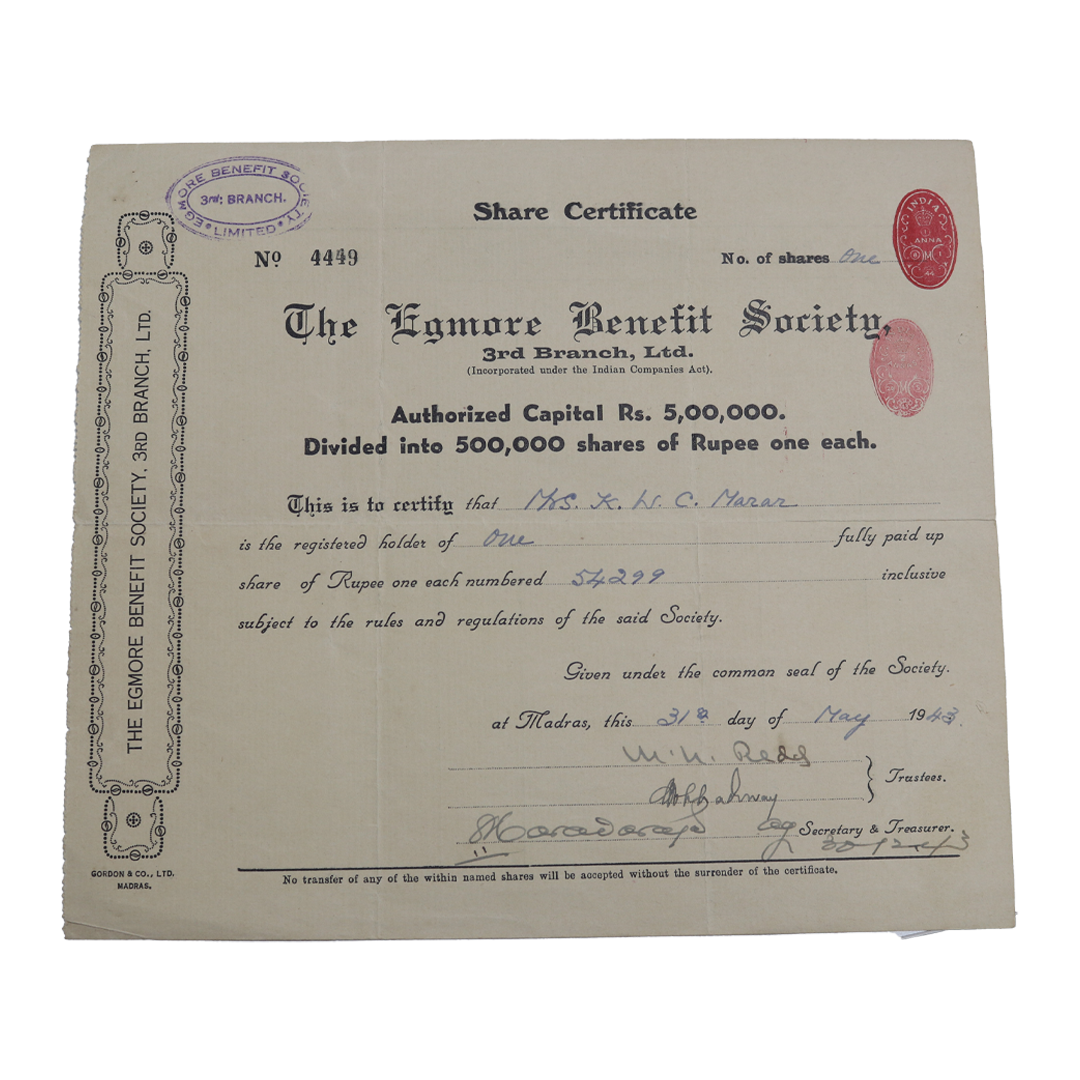 EGMORE BENEFIT SOCIETY
3rd: BRANCH.
LIMITED
Share Certificate
INDIA
ANNA
Nº 4449
No. of shares One
The Egmore Benefit Society,
3rd Branch, Ltd.
(Incorporated under the Indian Companies Act).
Authorized Capital Rs. 5,00,000.
Divided into 500,000 shares of Rupee one each.
This is to certify that Mrs. K. W. C. Marar
is the registered holder of One fully paid up
share of Rupee one each numbered 54299 inclusive
subject to the rules and regulations of the said Society.
Given under the common seal of the Society.
at Madras, this 31st day of May 1943.
Trustees.
Secretary & Treasurer.
30-12-43
No transfer of any of the within named shares will be accepted without the surrender of the certificate.
THE EGMORE BENEFIT SOCIETY, 3RD BRANCH, LTD.
GORDON & CO., LTD.
MADRAS.